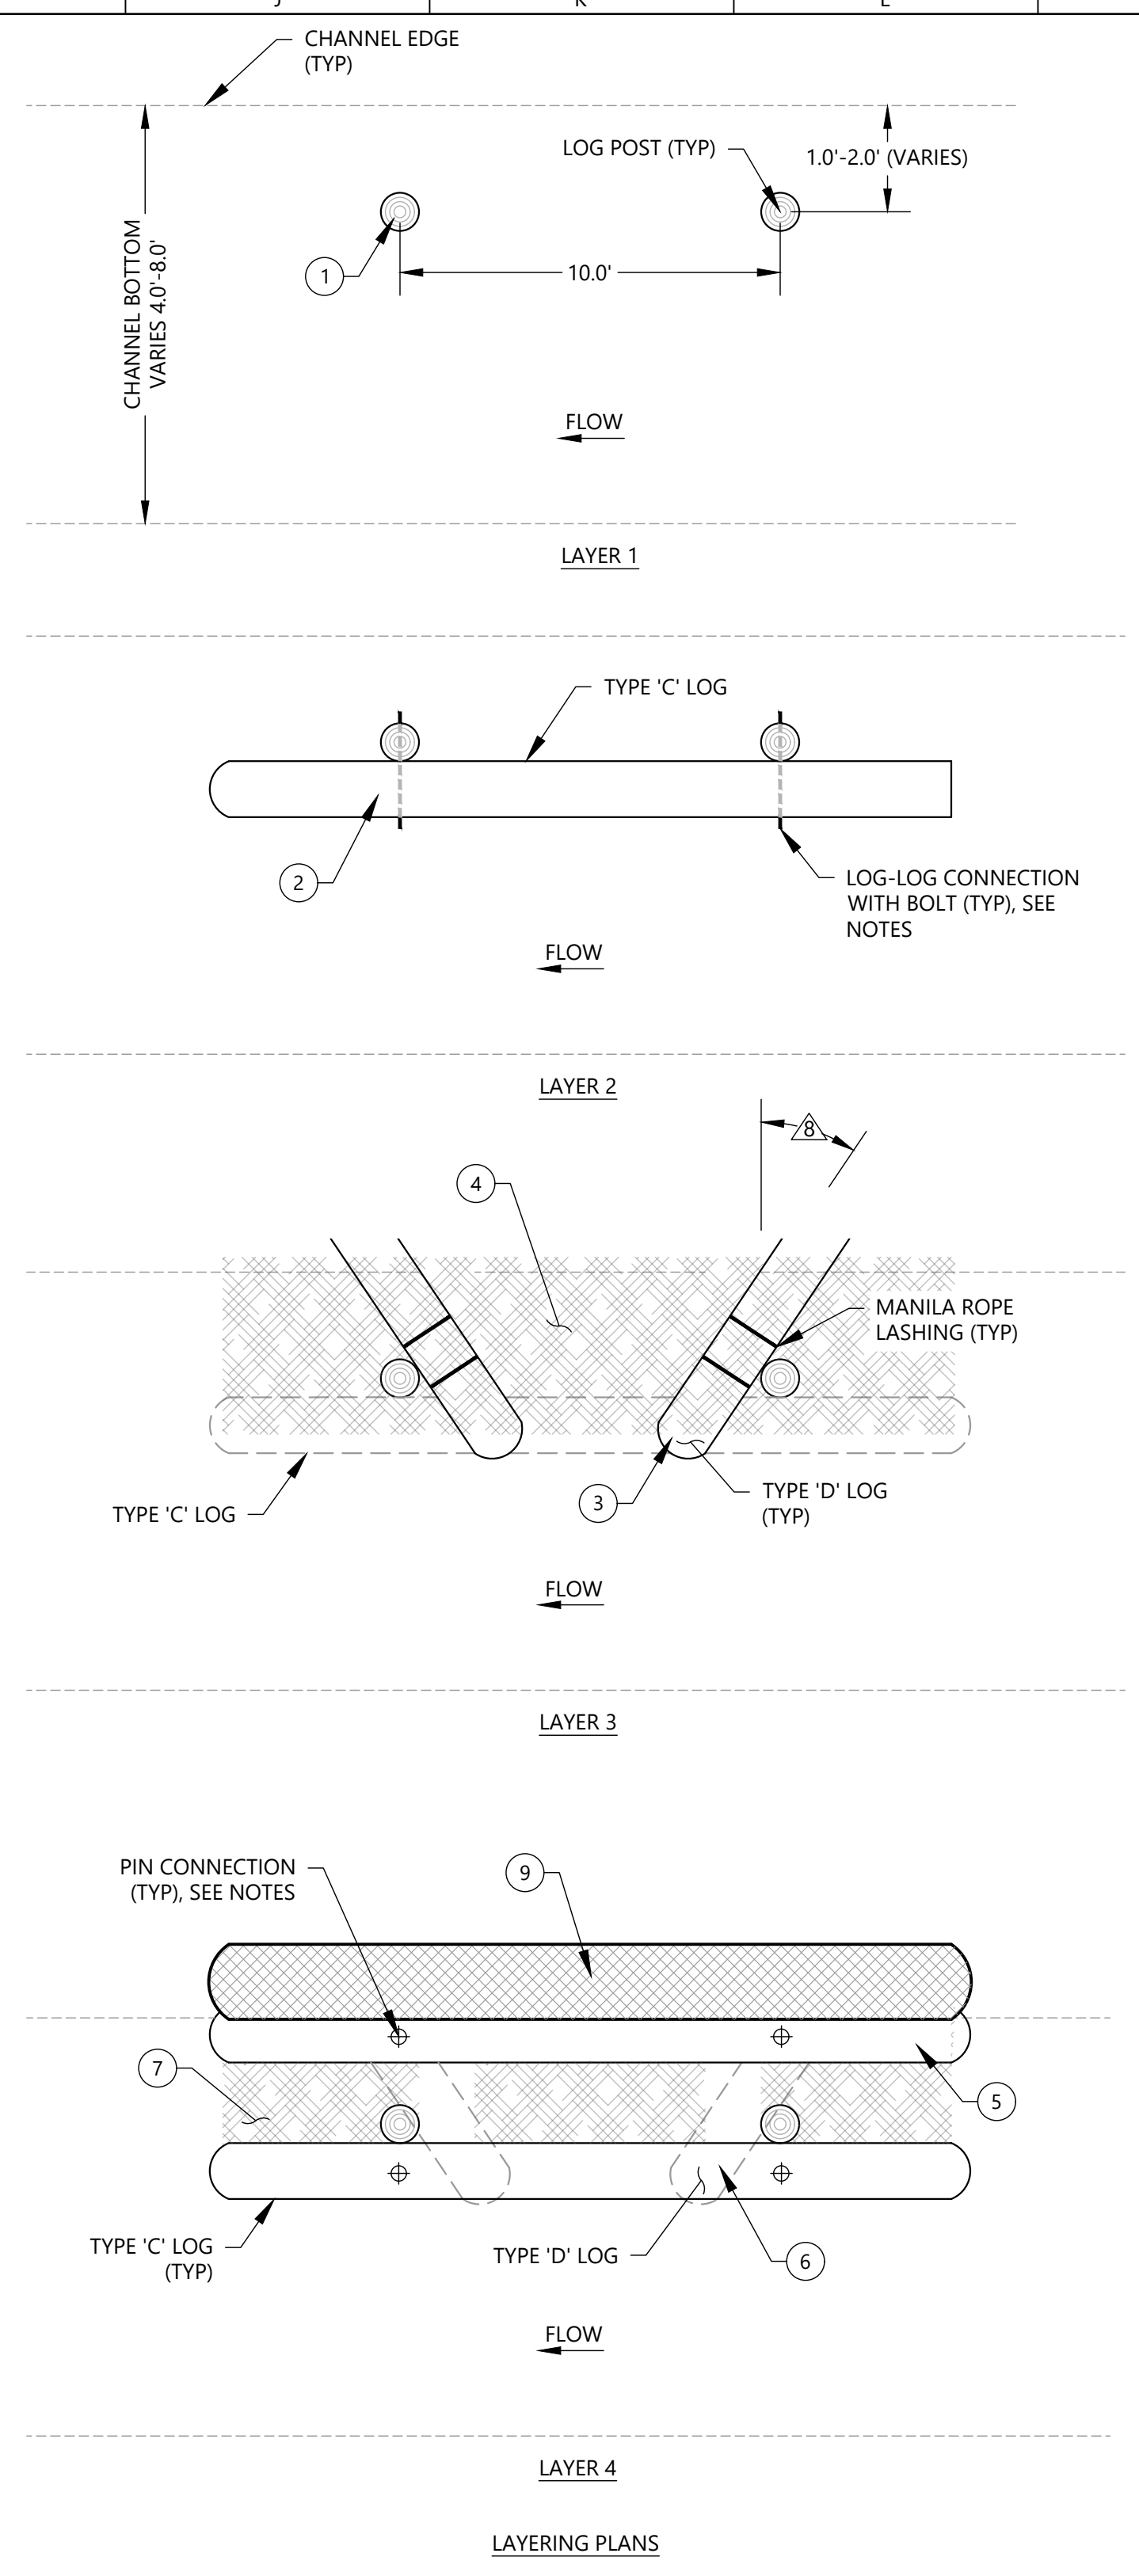 J K L
CHANNEL EDGE
(TYP)
LOG POST (TYP)
1.0'-2.0' (VARIES)
CHANNEL BOTTOM
VARIES 4.0'-8.0'
1
10.0'
FLOW
LAYER 1
TYPE 'C' LOG
2
LOG-LOG CONNECTION
WITH BOLT (TYP), SEE
NOTES
FLOW
LAYER 2
8
4
MANILA ROPE
LASHING (TYP)
TYPE 'C' LOG
3
TYPE 'D' LOG
(TYP)
FLOW
LAYER 3
PIN CONNECTION
(TYP), SEE NOTES
9
7
5
TYPE 'C' LOG
(TYP)
TYPE 'D' LOG
6
FLOW
LAYER 4
LAYERING PLANS